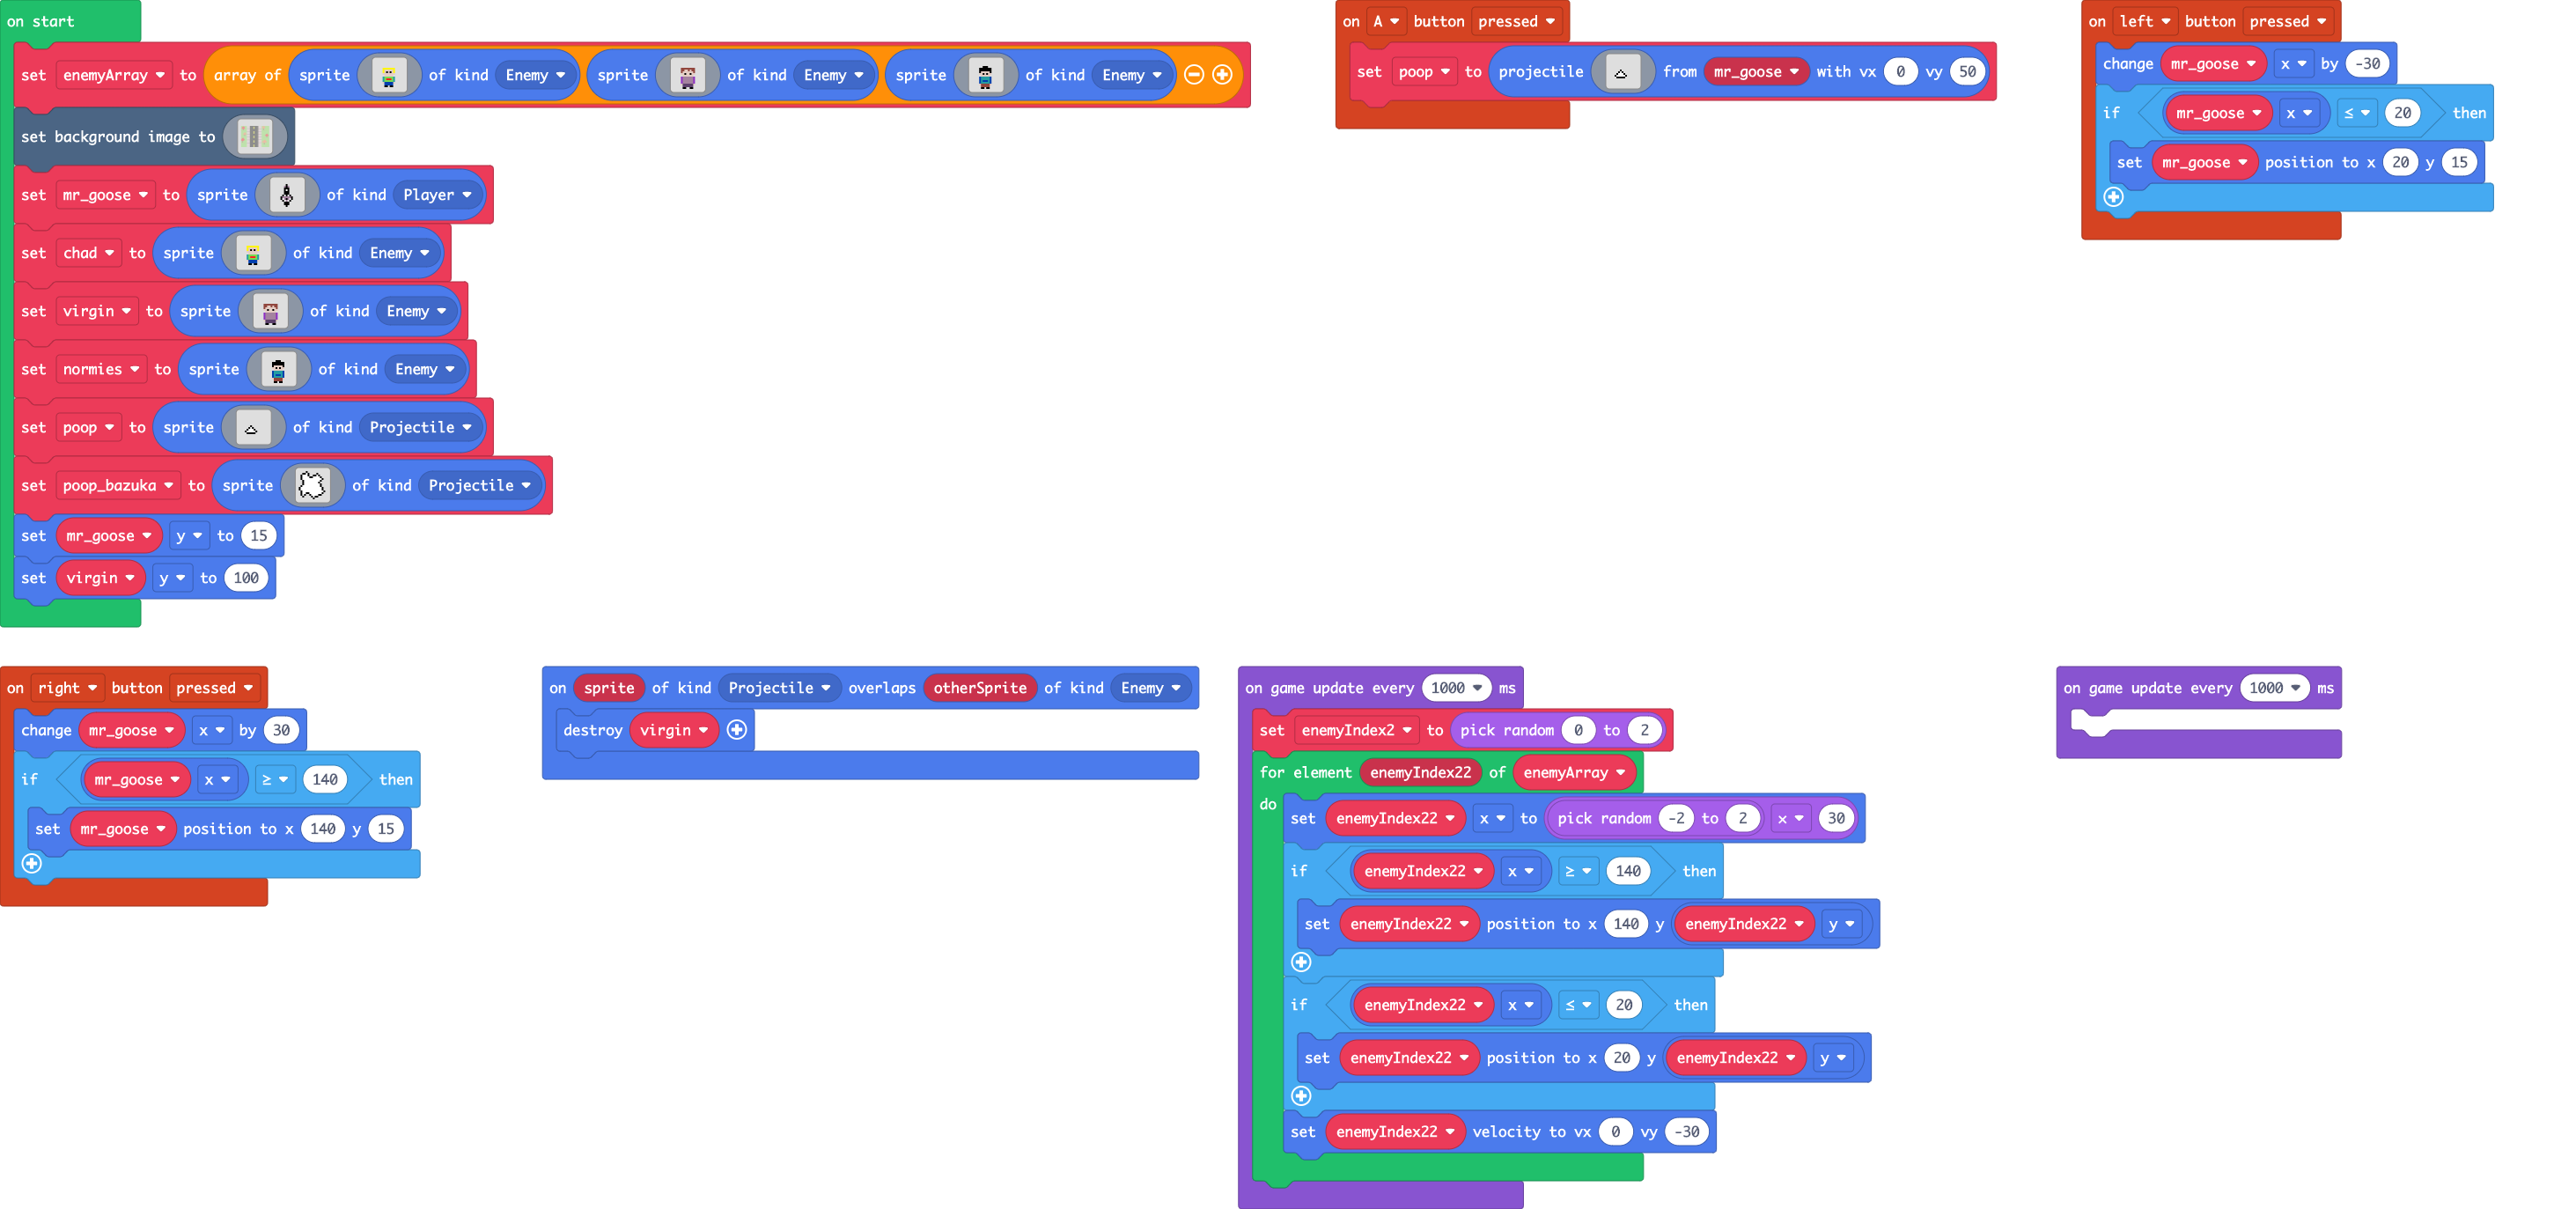 on start
set enemyArray to array of sprite of kind Enemy sprite of kind Enemy sprite of kind Enemy
set background image to
set mr_goose to sprite of kind Player
set chad to sprite of kind Enemy
set virgin to sprite of kind Enemy
set normies to sprite of kind Enemy
set poop to sprite of kind Projectile
set poop_bazuka to sprite of kind Projectile
set mr_goose y to 15
set virgin y to 100
on A button pressed
set poop to projectile from mr_goose with vx 0 vy 50
on left button pressed
change mr_goose x by -30
if mr_goose x ≤ 20 then
set mr_goose position to x 20 y 15
on right button pressed
change mr_goose x by 30
if mr_goose x ≥ 140 then
set mr_goose position to x 140 y 15
on sprite of kind Projectile overlaps otherSprite of kind Enemy
destroy virgin
on game update every 1000 ms
set enemyIndex2 to pick random 0 to 2
for element enemyIndex22 of enemyArray
do
set enemyIndex22 x to pick random -2 to 2 x 30
if enemyIndex22 x ≥ 140 then
set enemyIndex22 position to x 140 y enemyIndex22 y
if enemyIndex22 x ≤ 20 then
set enemyIndex22 position to x 20 y enemyIndex22 y
set enemyIndex22 velocity to vx 0 vy -30
on game update every 1000 ms